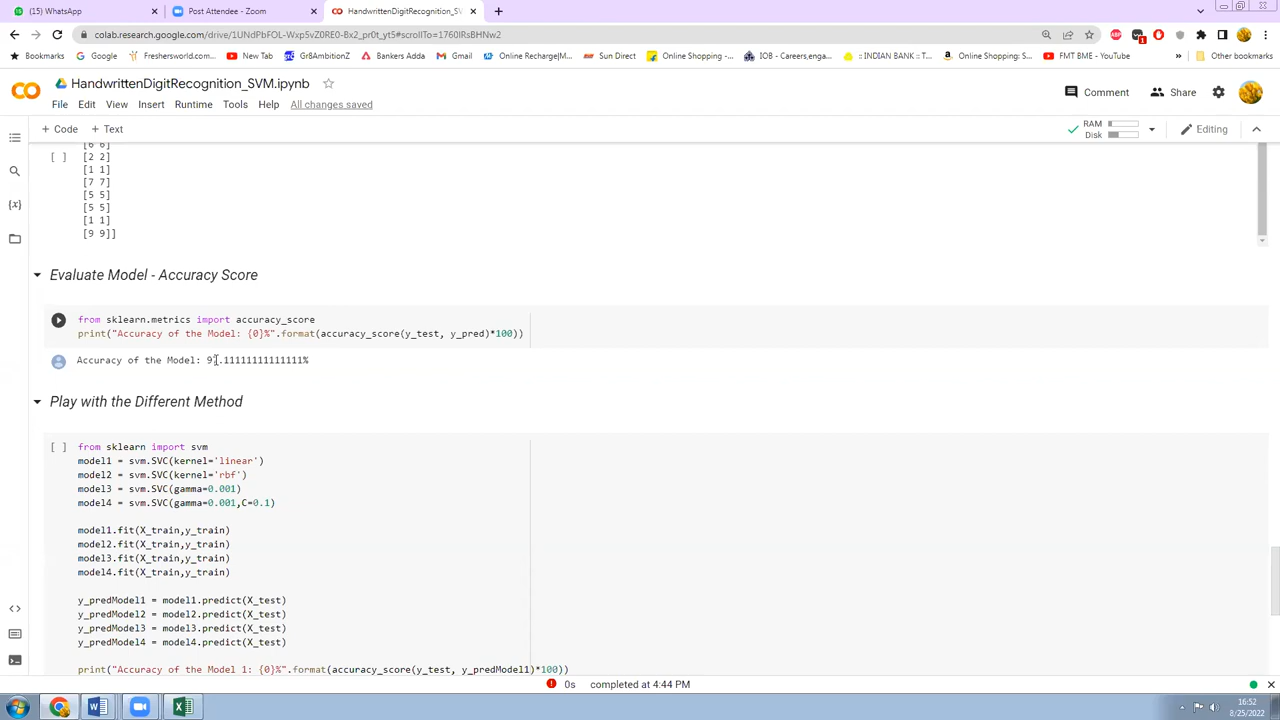 (15) WhatsApp
Post Attendee - Zoom
HandwrittenDigitRecognition_SV
colab.research.google.com/drive/1UNdPbFOL-Wxp5vZ0RE0-Bx2_pr0t_yt5#scrollTo=1760IRsBHNw2
Bookmarks Google Freshersworld.com... New Tab Gr8AmbitionZ Bankers Adda Gmail Online Recharge|M... Sun Direct Online Shopping -... IOB - Careers,enga... :: INDIAN BANK :: T... Online Shopping: S... FMT BME - YouTube » Other bookmarks
HandwrittenDigitRecognition_SVM.ipynb
Comment Share
File Edit View Insert Runtime Tools Help All changes saved
+ Code + Text
RAM
Disk
Editing
[6 6]
[ ] [2 2]
[1 1]
[7 7]
[5 5]
[5 5]
[1 1]
[9 9]]
Evaluate Model - Accuracy Score
from sklearn.metrics import accuracy_score
print("Accuracy of the Model: {0}%".format(accuracy_score(y_test, y_pred)*100))
Accuracy of the Model:
Play with the Different Method
[ ] from sklearn import svm
model1 = svm.SVC(kernel='linear')
model2 = svm.SVC(kernel='rbf')
model3 = svm.SVC(gamma=0.001)
model4 = svm.SVC(gamma=0.001,C=0.1)
model1.fit(X_train,y_train)
model2.fit(X_train,y_train)
model3.fit(X_train,y_train)
model4.fit(X_train,y_train)
y_predModel1 = model1.predict(X_test)
y_predModel2 = model2.predict(X_test)
y_predModel3 = model3.predict(X_test)
y_predModel4 = model4.predict(X_test)
print("Accuracy of the Model 1: {0}%".format(accuracy_score(y_test, y_predModel1)*100))
0s completed at 4:44 PM
16:52
8/25/2022